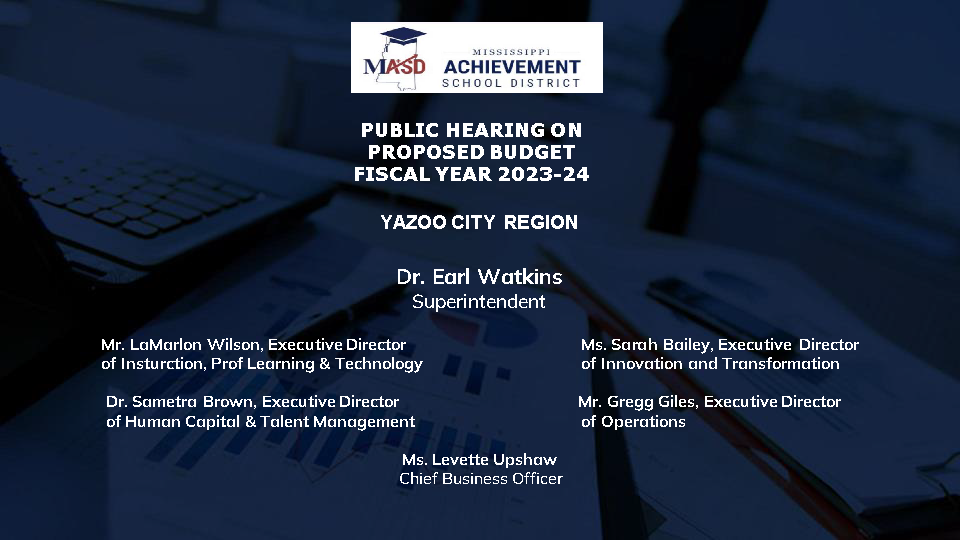 MASD
MISSISSIPPI
ACHIEVEMENT
SCHOOL DISTRICT
PUBLIC HEARING ON
PROPOSED BUDGET
FISCAL YEAR 2023-24
YAZOO CITY REGION
Dr. Earl Watkins
Superintendent
Mr. LaMarlon Wilson, Executive Director
of Insturction, Prof Learning & Technology
Ms. Sarah Bailey, Executive Director
of Innovation and Transformation
Dr. Sametra Brown, Executive Director
of Human Capital & Talent Management
Mr. Gregg Giles, Executive Director
of Operations
Ms. Levette Upshaw
Chief Business Officer